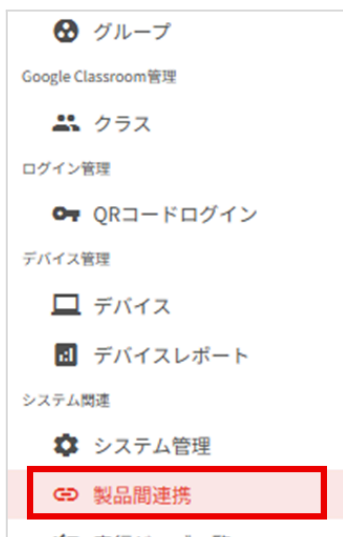 グループ
Google Classroom管理
クラス
ログイン管理
QRコードログイン
デバイス管理
デバイス
デバイスレポート
システム関連
システム管理
製品間連携